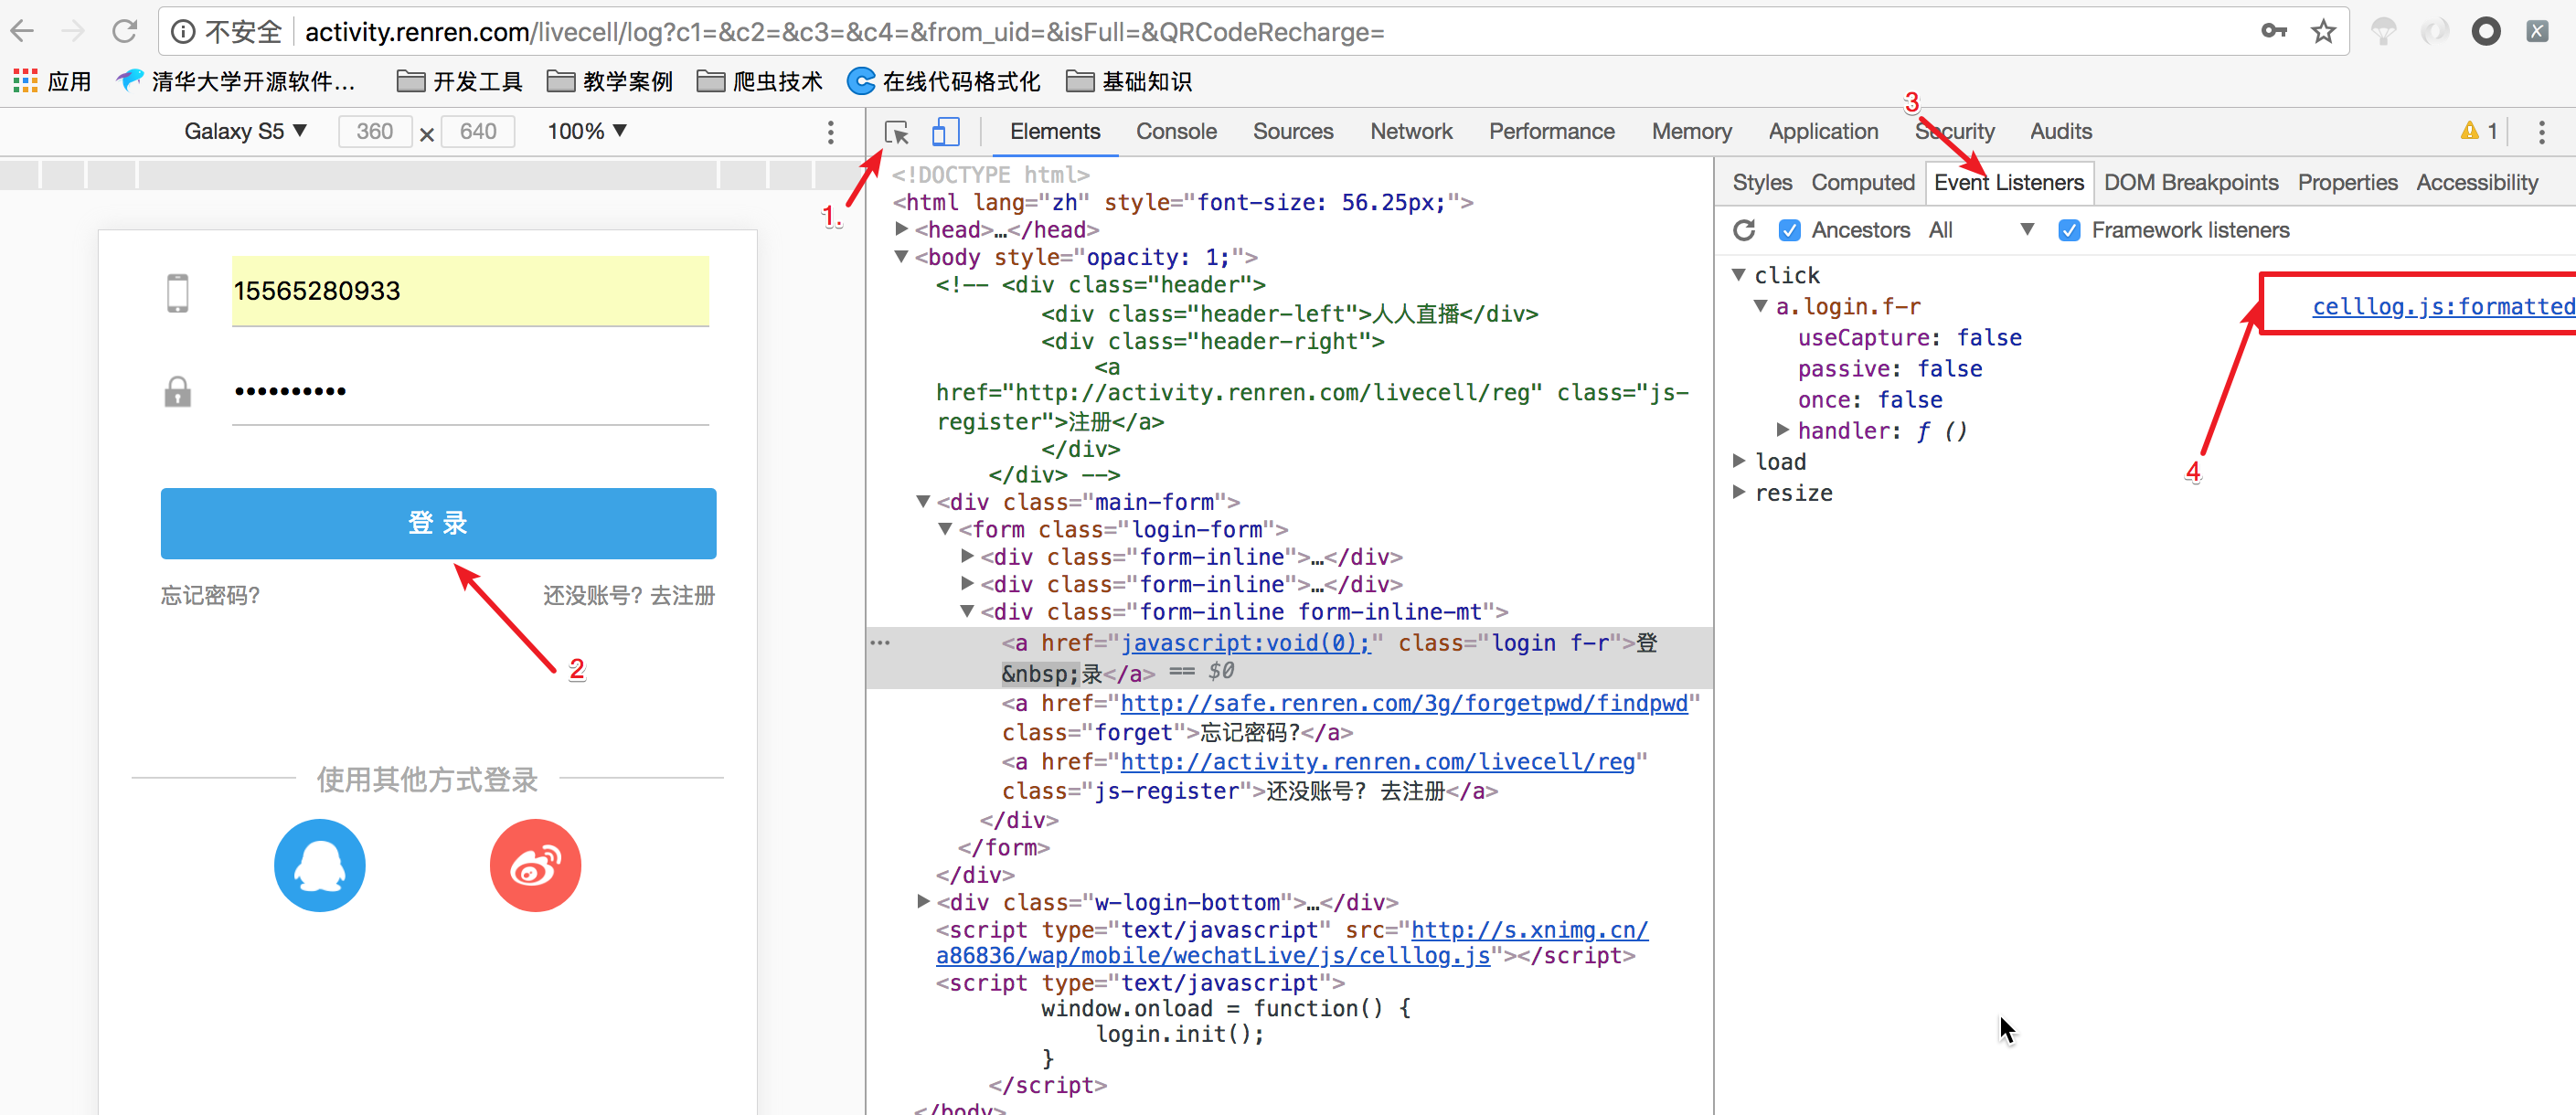 不安全 activity.renren.com/livecell/log?c1=&c2=&c3=&c4=&from_uid=&isFull=&QRCodeRecharge=
应用 清华大学开源软件... 开发工具 教学案例 爬虫技术 在线代码格式化 基础知识
Galaxy S5 ▼ 360 × 640 100% ▼
Elements Console Sources Network Performance Memory Application Security Audits 1
1.
2
3
4
15565280933
••••••••••
登 录
忘记密码? 还没账号? 去注册
使用其他方式登录
<!DOCTYPE html>
<html lang="zh" style="font-size: 56.25px;">
▶<head>…</head>
▼<body style="opacity: 1;">
<!-- <div class="header">
<div class="header-left">人人直播</div>
<div class="header-right">
<a
href="http://activity.renren.com/livecell/reg" class="js-
register">注册</a>
</div>
</div> -->
▼<div class="main-form">
▼<form class="login-form">
▶<div class="form-inline">…</div>
▶<div class="form-inline">…</div>
▼<div class="form-inline form-inline-mt">
… <a href="javascript:void(0);" class="login f-r">登
&nbsp;录</a> == $0
<a href="http://safe.renren.com/3g/forgetpwd/findpwd"
class="forget">忘记密码?</a>
<a href="http://activity.renren.com/livecell/reg"
class="js-register">还没账号? 去注册</a>
</div>
</form>
</div>
▶<div class="w-login-bottom">…</div>
<script type="text/javascript" src="http://s.xnimg.cn/
a86836/wap/mobile/wechatLive/js/celllog.js"></script>
<script type="text/javascript">
window.onload = function() {
login.init();
}
</script>
</body>
Styles Computed Event Listeners DOM Breakpoints Properties Accessibility
Ancestors All ▼ Framework listeners
▼ click
▼ a.login.f-r celllog.js:formatted
useCapture: false
passive: false
once: false
▶ handler: ƒ ()
▶ load
▶ resize